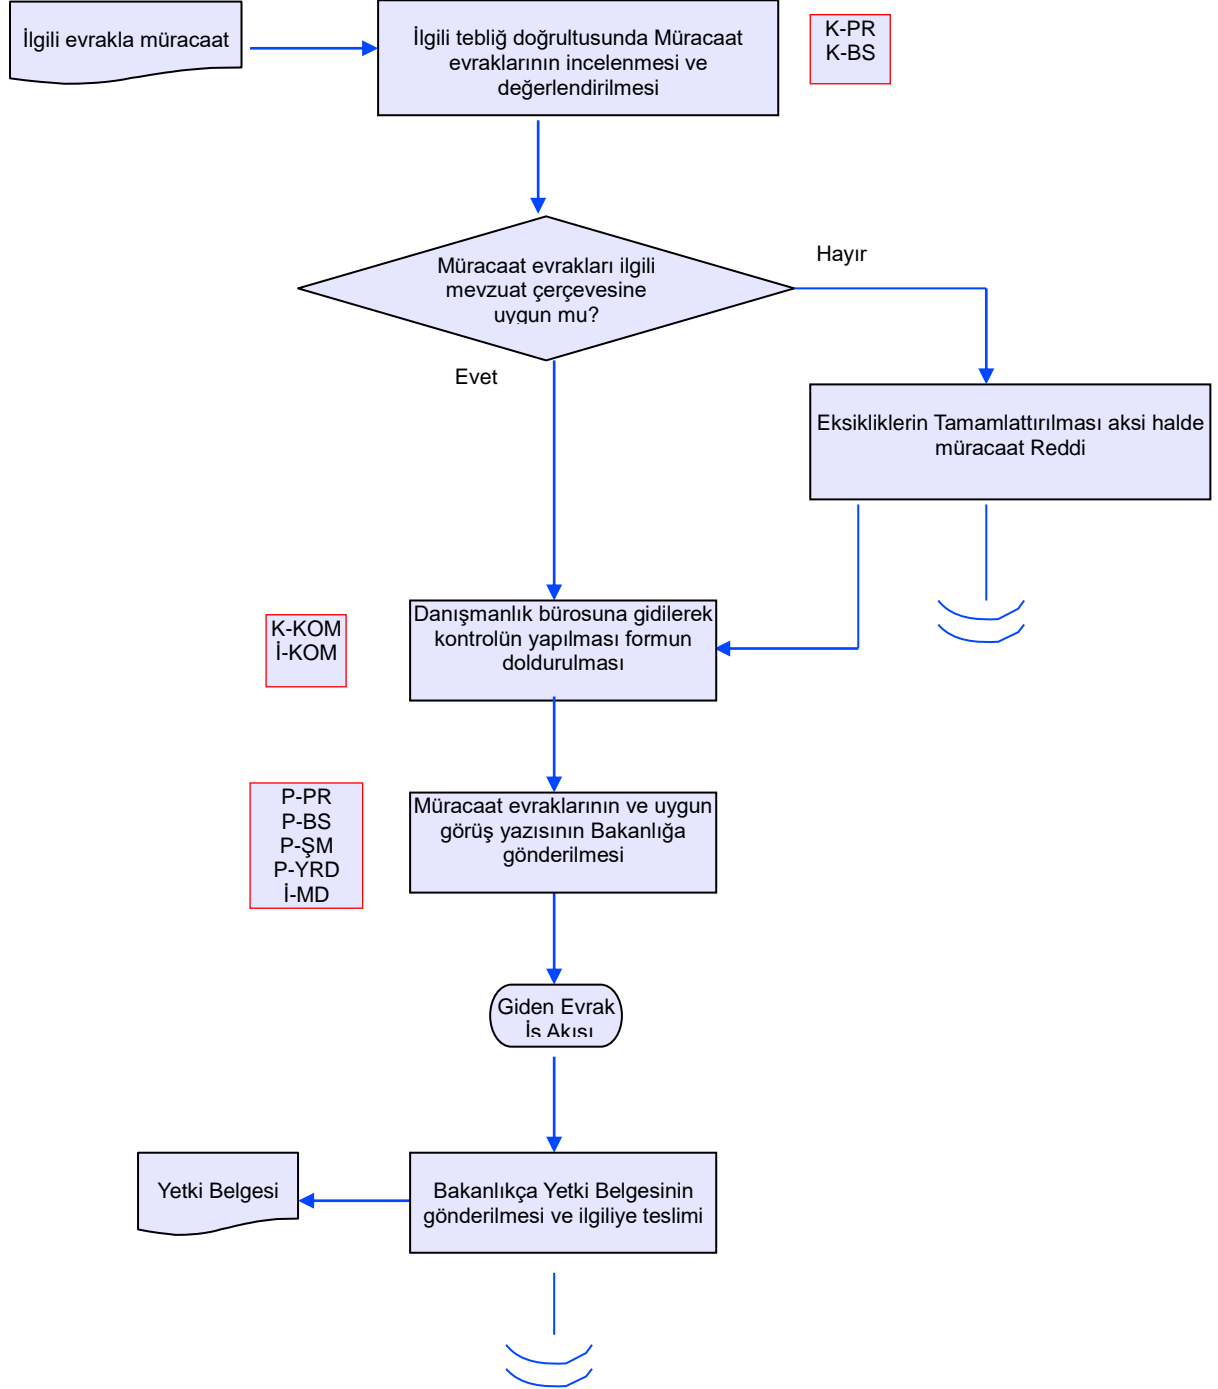 İlgili evrakla müracaat
İlgili tebliğ doğrultusunda Müracaat
evraklarının incelenmesi ve
değerlendirilmesi
K-PR
K-BS
Müracaat evrakları ilgili
mevzuat çerçevesine
uygun mu?
Hayır
Evet
Eksikliklerin Tamamlattırılması aksi halde
müracaat Reddi
K-KOM
İ-KOM
Danışmanlık bürosuna gidilerek
kontrolün yapılması formun
doldurulması
P-PR
P-BS
P-ŞM
P-YRD
İ-MD
Müracaat evraklarının ve uygun
görüş yazısının Bakanlığa
gönderilmesi
Giden Evrak
İş Akışı
Yetki Belgesi
Bakanlıkça Yetki Belgesinin
gönderilmesi ve ilgiliye teslimi